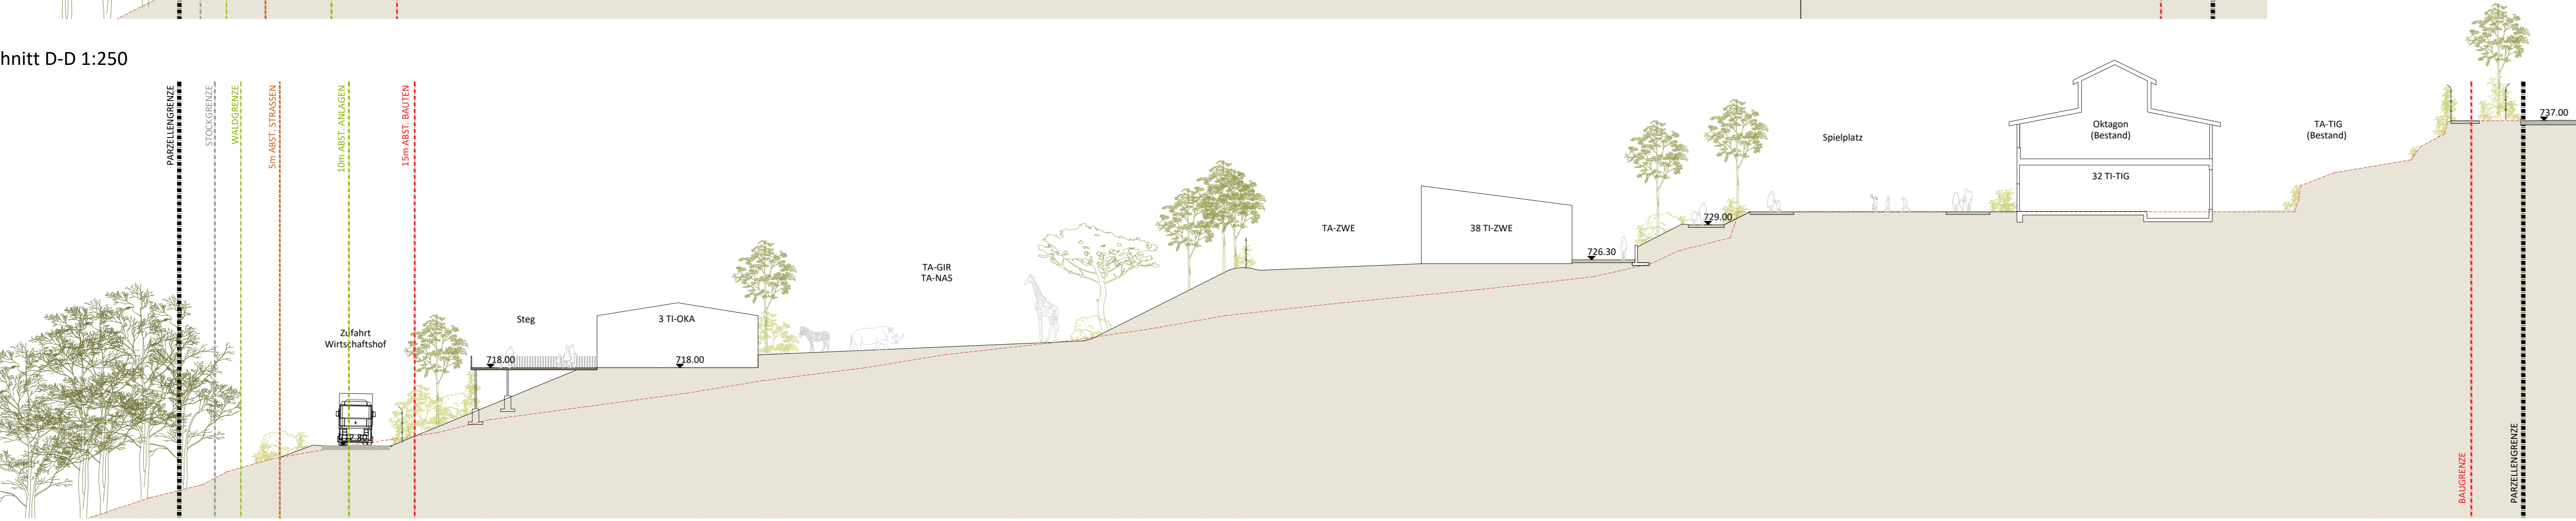 hnitt D-D 1:250
PARZELLENGRENZE
STOCKGRENZE
WALDGRENZE
5m ABST. STRASSEN
10m ABST. ANLAGEN
15m ABST. BAUTEN
Zufahrt
Wirtschaftshof
Steg
718.00
3 TI-OKA
718.00
TA-GIR
TA-NAS
TA-ZWE
38 TI-ZWE
726.30
729.00
Spielplatz
Oktagon
(Bestand)
32 TI-TIG
TA-TIG
(Bestand)
737.00
BAUGRENZE
PARZELLENGRENZE